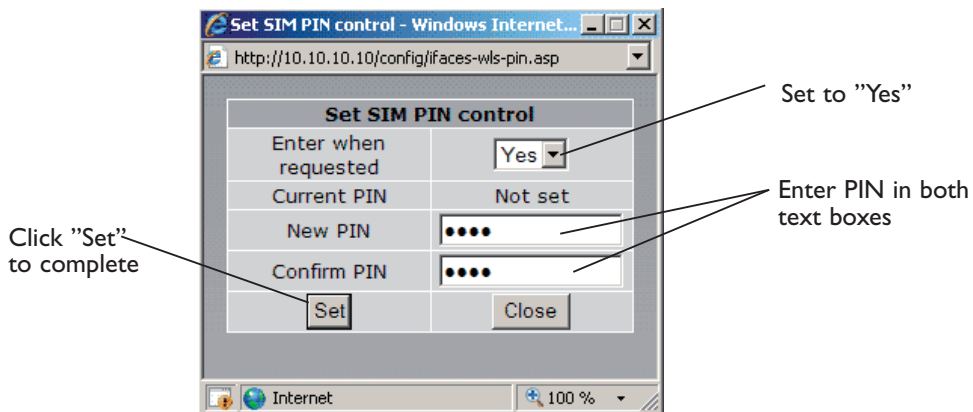 Set SIM PIN control - Windows Internet...
http://10.10.10.10/config/ifaces-wls-pin.asp
Set to ”Yes”
Set SIM PIN control
Enter when
requested
Yes
Current PIN
Not set
Enter PIN in both
text boxes
New PIN
••••
Click ”Set”
to complete
Confirm PIN
••••
Set
Close
Internet
100 %